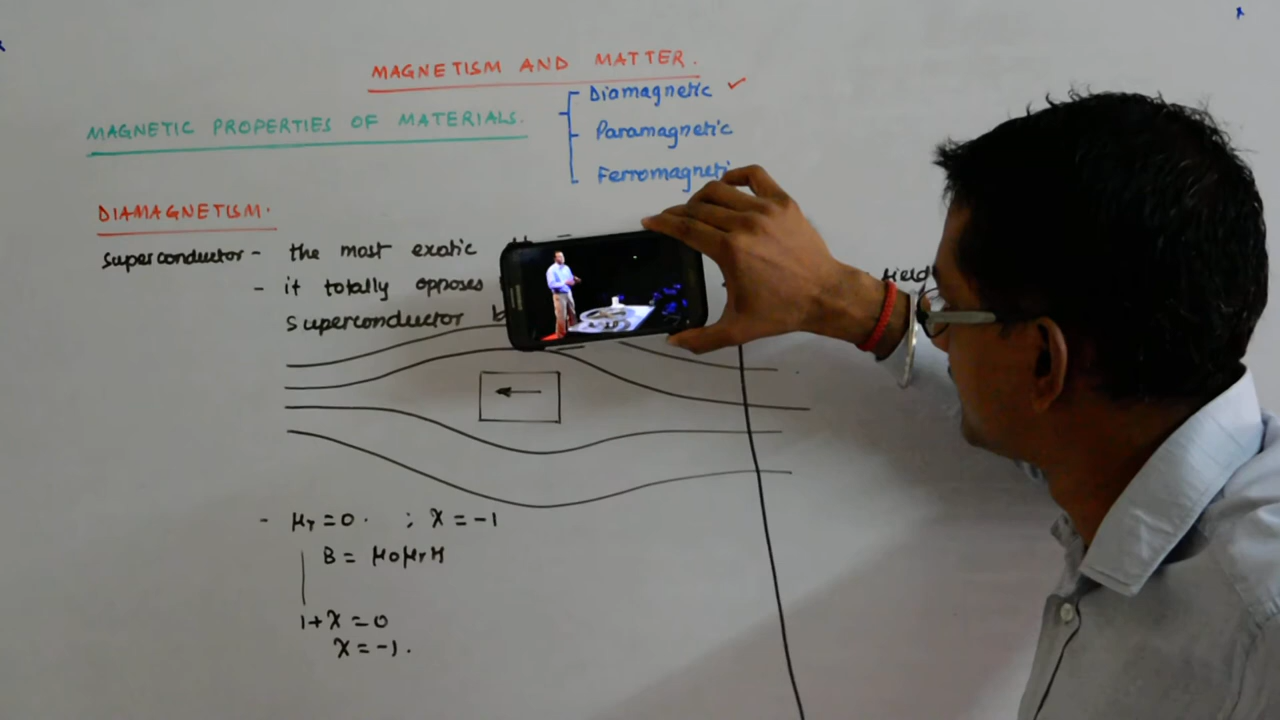 MAGNETISM AND MATTER.
MAGNETIC PROPERTIES OF MATERIALS.
Diamagnetic ✓
Paramagnetic
Ferromagneti
DIAMAGNETISM.
Superconductor - the most exotic
- it totally opposes
field
superconductor
- μr = 0 . ; χ = -1
B = μ0μrH
1+χ = 0
χ = -1.